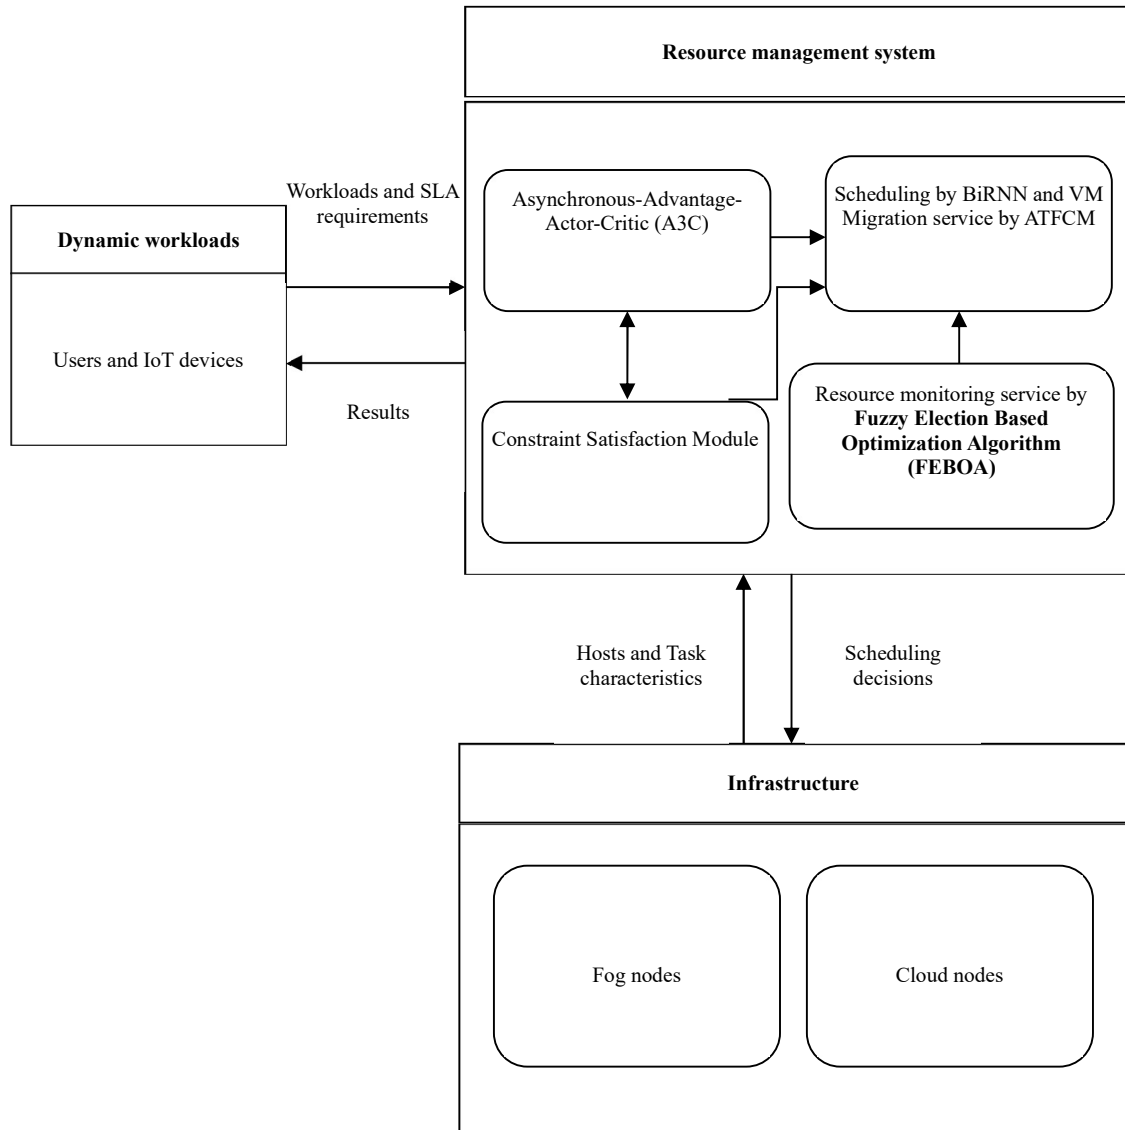 Resource management system
Workloads and SLA
requirements
Dynamic workloads
Users and IoT devices
Results
Asynchronous-Advantage-
Actor-Critic (A3C)
Scheduling by BiRNN and VM
Migration service by ATFCM
Constraint Satisfaction Module
Resource monitoring service by
Fuzzy Election Based
Optimization Algorithm
(FEBOA)
Hosts and Task
characteristics
Scheduling
decisions
Infrastructure
Fog nodes
Cloud nodes